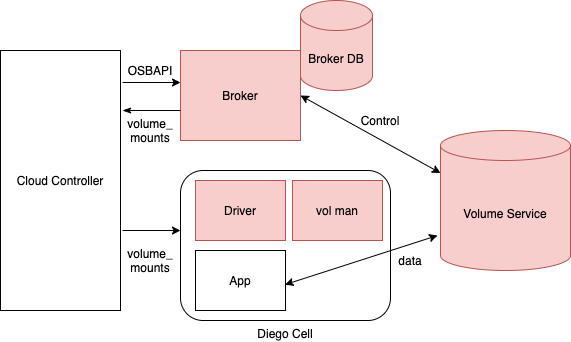 Broker DB
OSBAPI
Broker
volume_
mounts
Control
Cloud Controller
Driver
vol man
Volume Service
volume_
mounts
App
data
Diego Cell